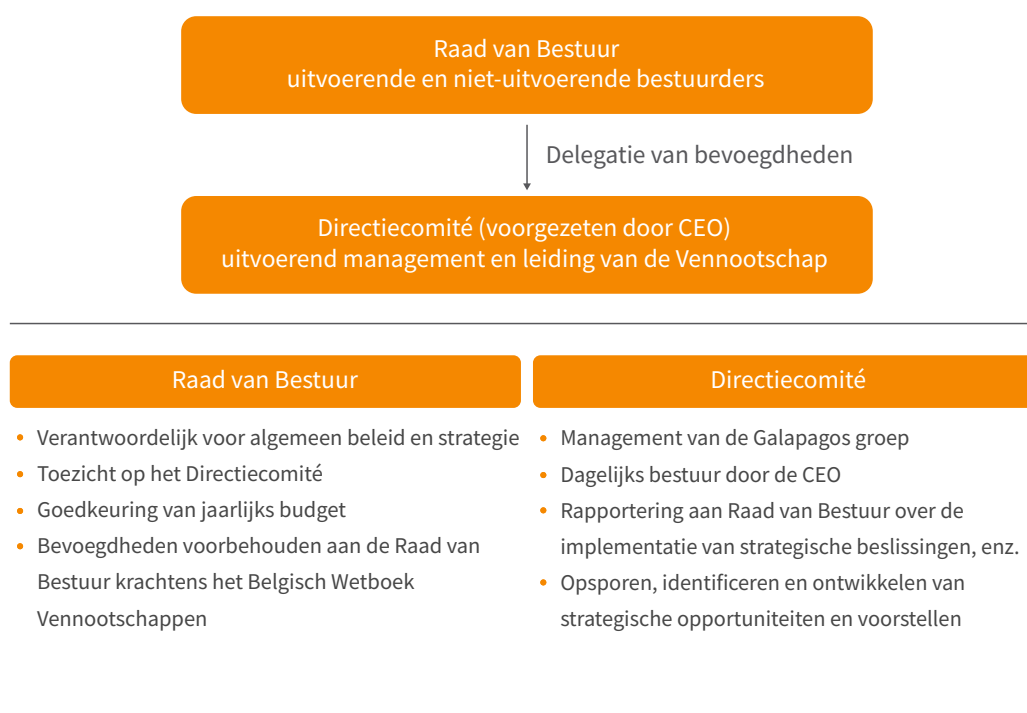 Raad van Bestuur
uitvoerende en niet-uitvoerende bestuurders
Delegatie van bevoegdheden
Directiecomité (voorgezeten door CEO)
uitvoerend management en leiding van de Vennootschap
Raad van Bestuur
• Verantwoordelijk voor algemeen beleid en strategie
• Toezicht op het Directiecomité
• Goedkeuring van jaarlijks budget
• Bevoegdheden voorbehouden aan de Raad van
Bestuur krachtens het Belgisch Wetboek
Vennootschappen
Directiecomité
• Management van de Galapagos groep
• Dagelijks bestuur door de CEO
• Rapportering aan Raad van Bestuur over de
implementatie van strategische beslissingen, enz.
• Opsporen, identificeren en ontwikkelen van
strategische opportuniteiten en voorstellen